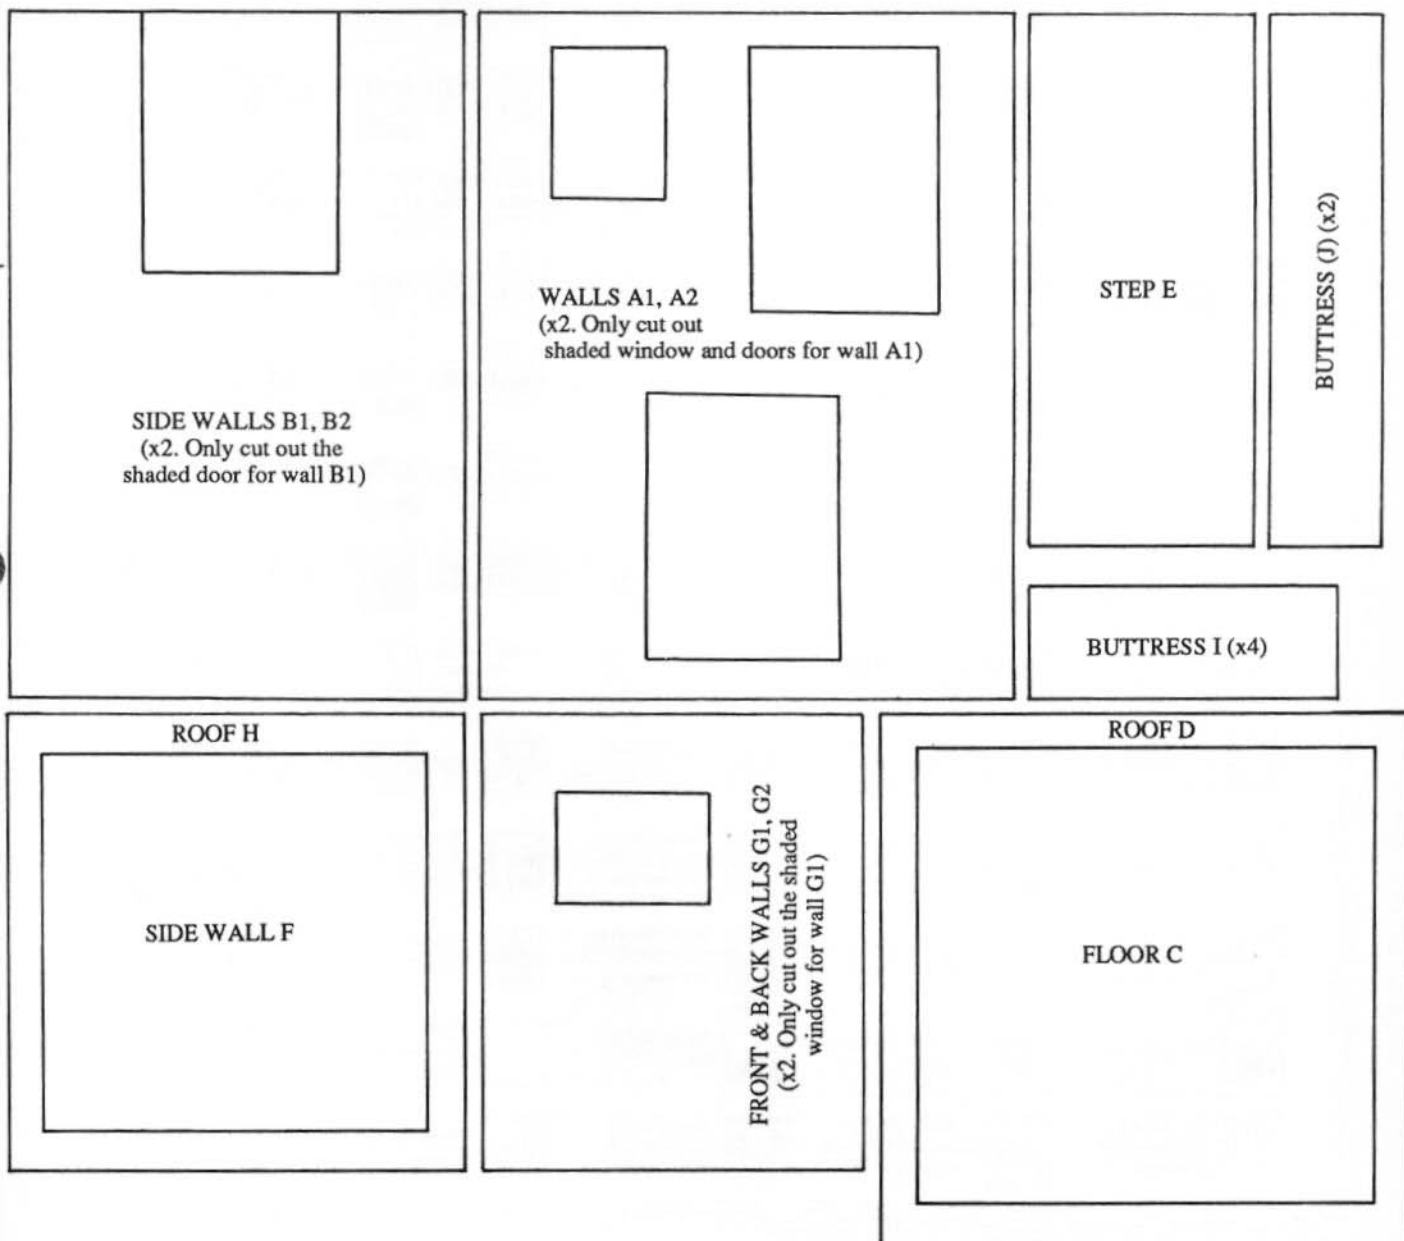 WALLS A1, A2
(x2. Only cut out
shaded window and doors for wall A1)
SIDE WALLS B1, B2
(x2. Only cut out the
shaded door for wall B1)
STEP E
BUTTRESS (J) (x2)
BUTTRESS I (x4)
ROOF H
SIDE WALL F
FRONT & BACK WALLS G1, G2
(x2. Only cut out the shaded
window for wall G1)
ROOF D
FLOOR C